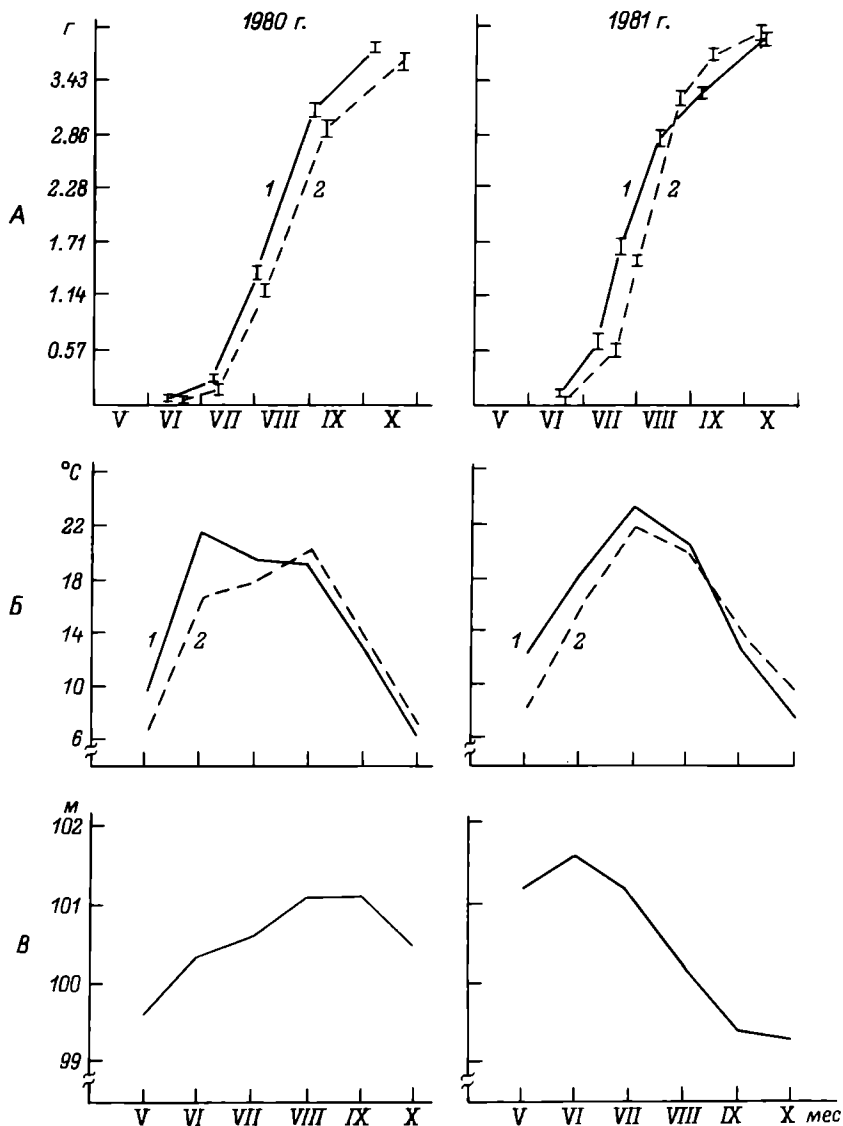 1980 г. 1981 г.
г
3.43
2.86
2.28
1.71
1.14
0.57
А
1 2 1 2
V VI VII VIII IX X V VI VII VIII IX X
°С
22
18
14
10
6
Б
1 2 1 2
м
102
101
100
99
В
V VI VII VIII IX X V VI VII VIII IX X мес